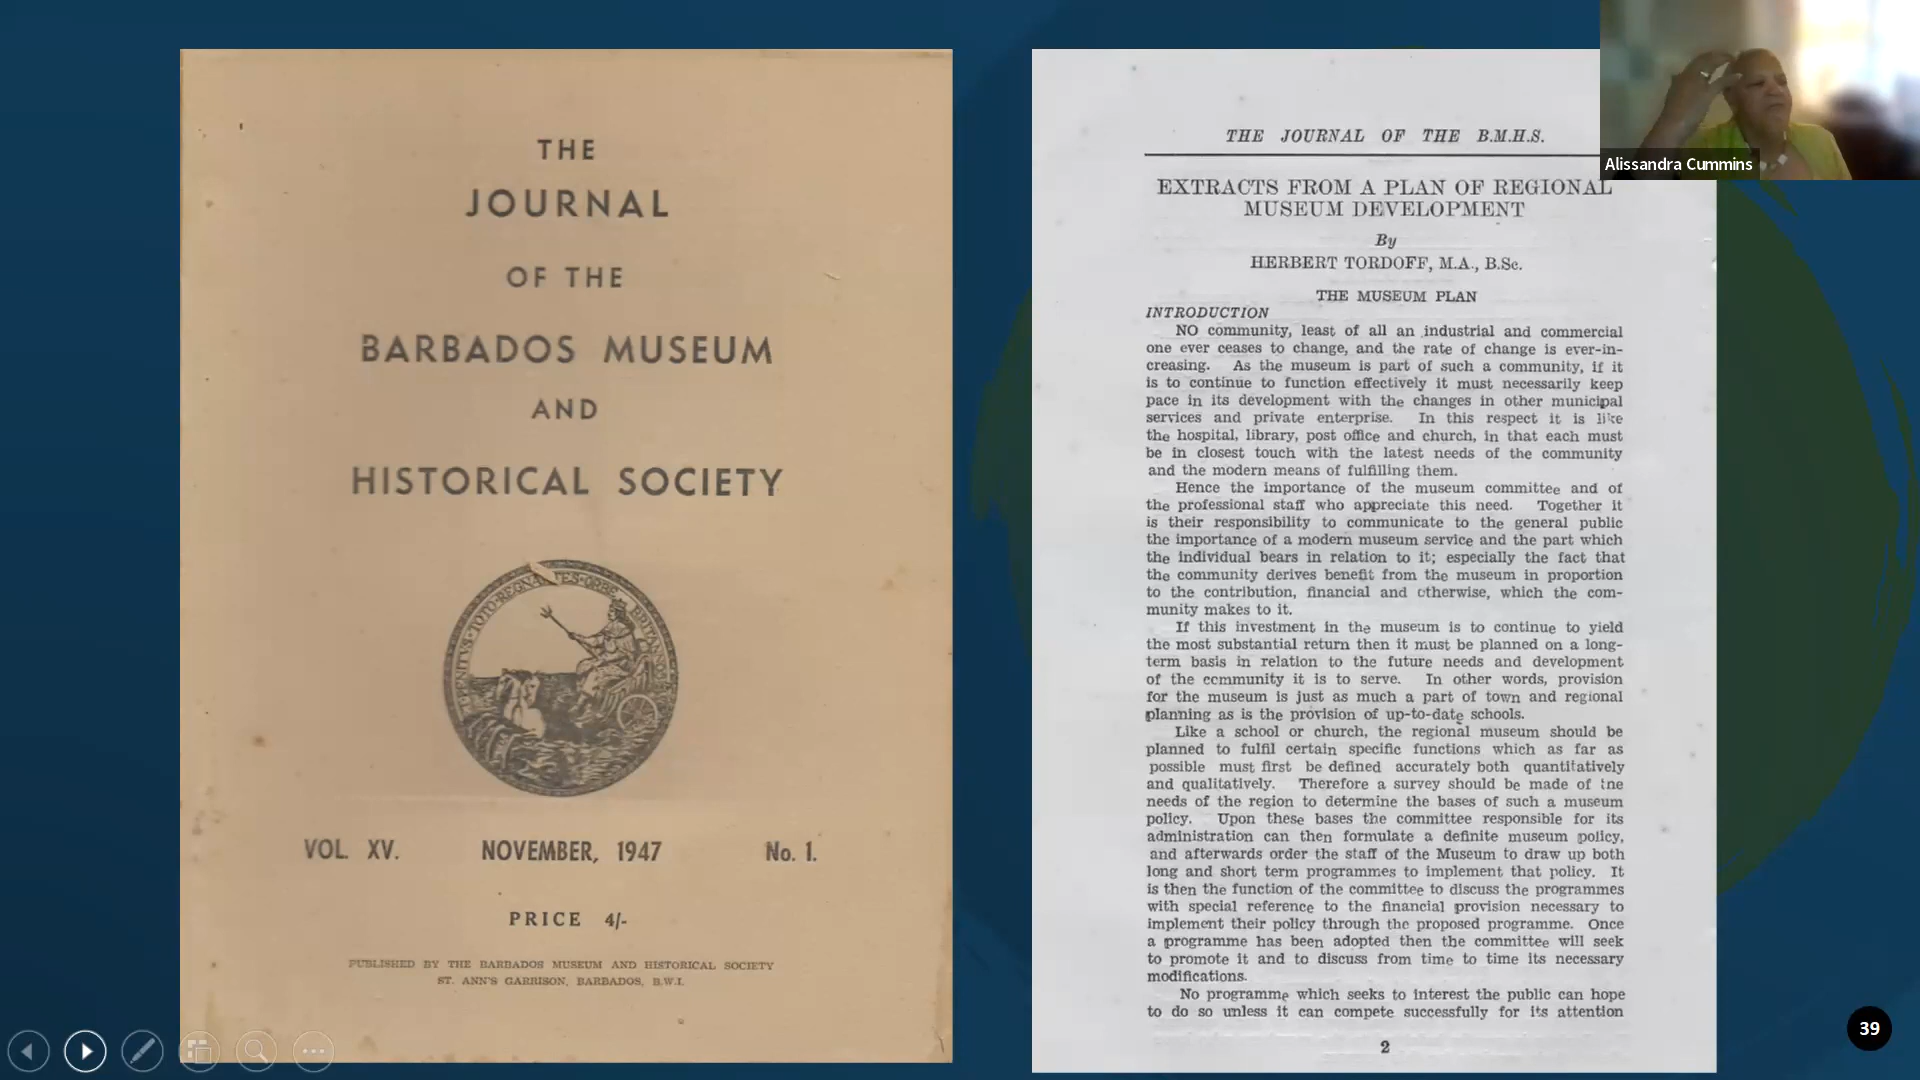 THE
JOURNAL
OF THE
BARBADOS MUSEUM
AND
HISTORICAL SOCIETY
PENITVS·TOTO·REGNANTES·ORBE BRITANNOS
VOL. XV. NOVEMBER, 1947 No. 1.
PRICE 4/-
PUBLISHED BY THE BARBADOS MUSEUM AND HISTORICAL SOCIETY
ST. ANN'S GARRISON, BARBADOS, B.W.I.
THE JOURNAL OF THE B.M.H.S.
EXTRACTS FROM A PLAN OF REGIONAL
MUSEUM DEVELOPMENT
By
HERBERT TORDOFF, M.A., B.Sc.
THE MUSEUM PLAN
INTRODUCTION
NO community, least of all an industrial and commercial
one ever ceases to change, and the rate of change is ever-in-
creasing. As the museum is part of such a community, if it
is to continue to function effectively it must necessarily keep
pace in its development with the changes in other municipal
services and private enterprise. In this respect it is like
the hospital, library, post office and church, in that each must
be in closest touch with the latest needs of the community
and the modern means of fulfilling them.
Hence the importance of the museum committee and of
the professional staff who appreciate this need. Together it
is their responsibility to communicate to the general public
the importance of a modern museum service and the part which
the individual bears in relation to it; especially the fact that
the community derives benefit from the museum in proportion
to the contribution, financial and otherwise, which the com-
munity makes to it.
If this investment in the museum is to continue to yield
the most substantial return then it must be planned on a long-
term basis in relation to the future needs and development
of the community it is to serve. In other words, provision
for the museum is just as much a part of town and regional
planning as is the provision of up-to-date schools.
Like a school or church, the regional museum should be
planned to fulfil certain specific functions which as far as
possible must first be defined accurately both quantitatively
and qualitatively. Therefore a survey should be made of the
needs of the region to determine the bases of such a museum
policy. Upon these bases the committee responsible for its
administration can then formulate a definite museum policy,
and afterwards order the staff of the Museum to draw up both
long and short term programmes to implement that policy. It
is then the function of the committee to discuss the programmes
with special reference to the financial provision necessary to
implement their policy through the proposed programme. Once
a programme has been adopted then the committee will seek
to promote it and to discuss from time to time its necessary
modifications.
No programme which seeks to interest the public can hope
to do so unless it can compete successfully for its attention
2
Alissandra Cummins
39